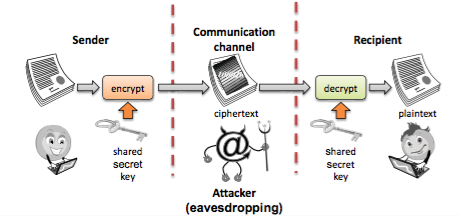 Sender
Communication
channel
Recipient
encrypt
decrypt
ciphertext
plaintext
shared
secret
key
@
shared
secret
key
Attacker
(eavesdropping)